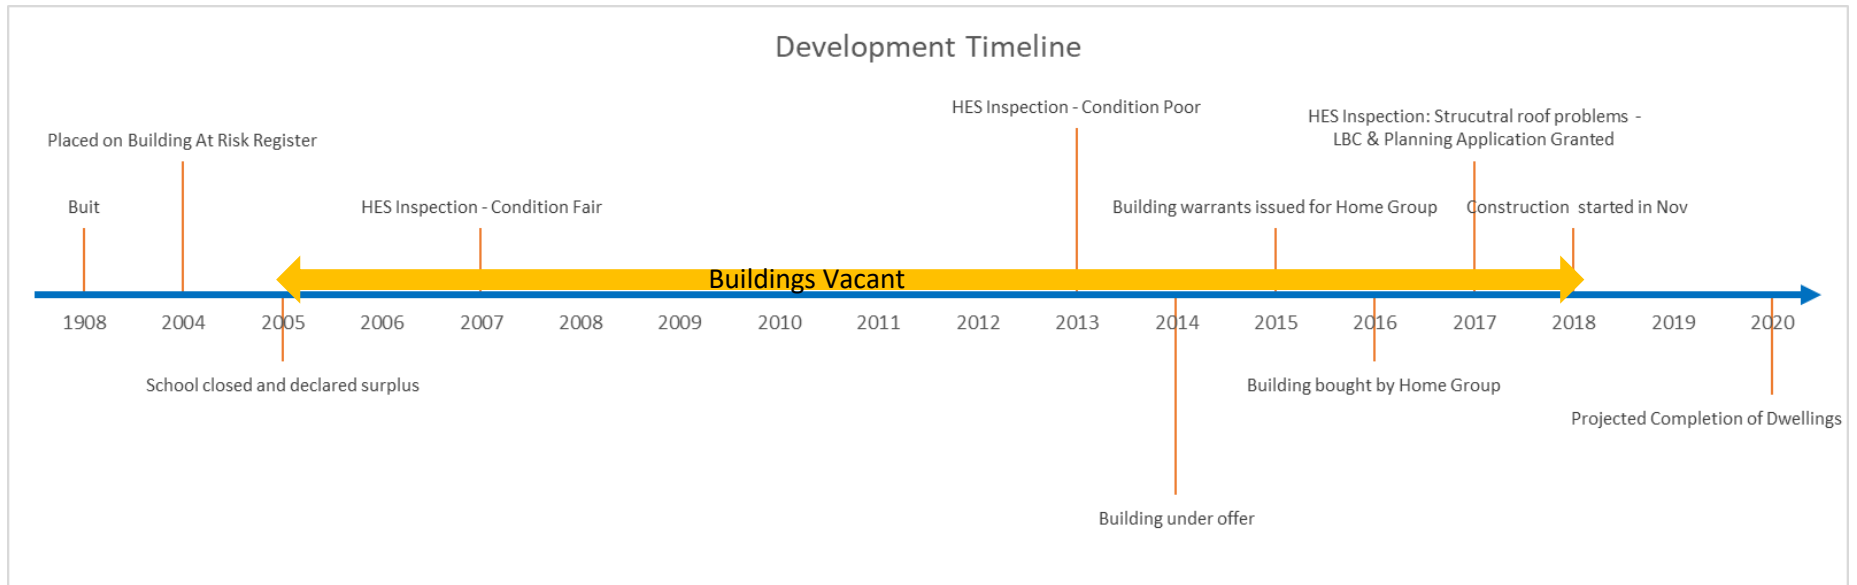 Development Timeline
HES Inspection - Condition Poor
HES Inspection: Strucutral roof problems -
LBC & Planning Application Granted
Placed on Building At Risk Register
Buit
HES Inspection - Condition Fair
Building warrants issued for Home Group
Construction started in Nov
Buildings Vacant
1908 2004 2005 2006 2007 2008 2009 2010 2011 2012 2013 2014 2015 2016 2017 2018 2019 2020
School closed and declared surplus
Building bought by Home Group
Projected Completion of Dwellings
Building under offer